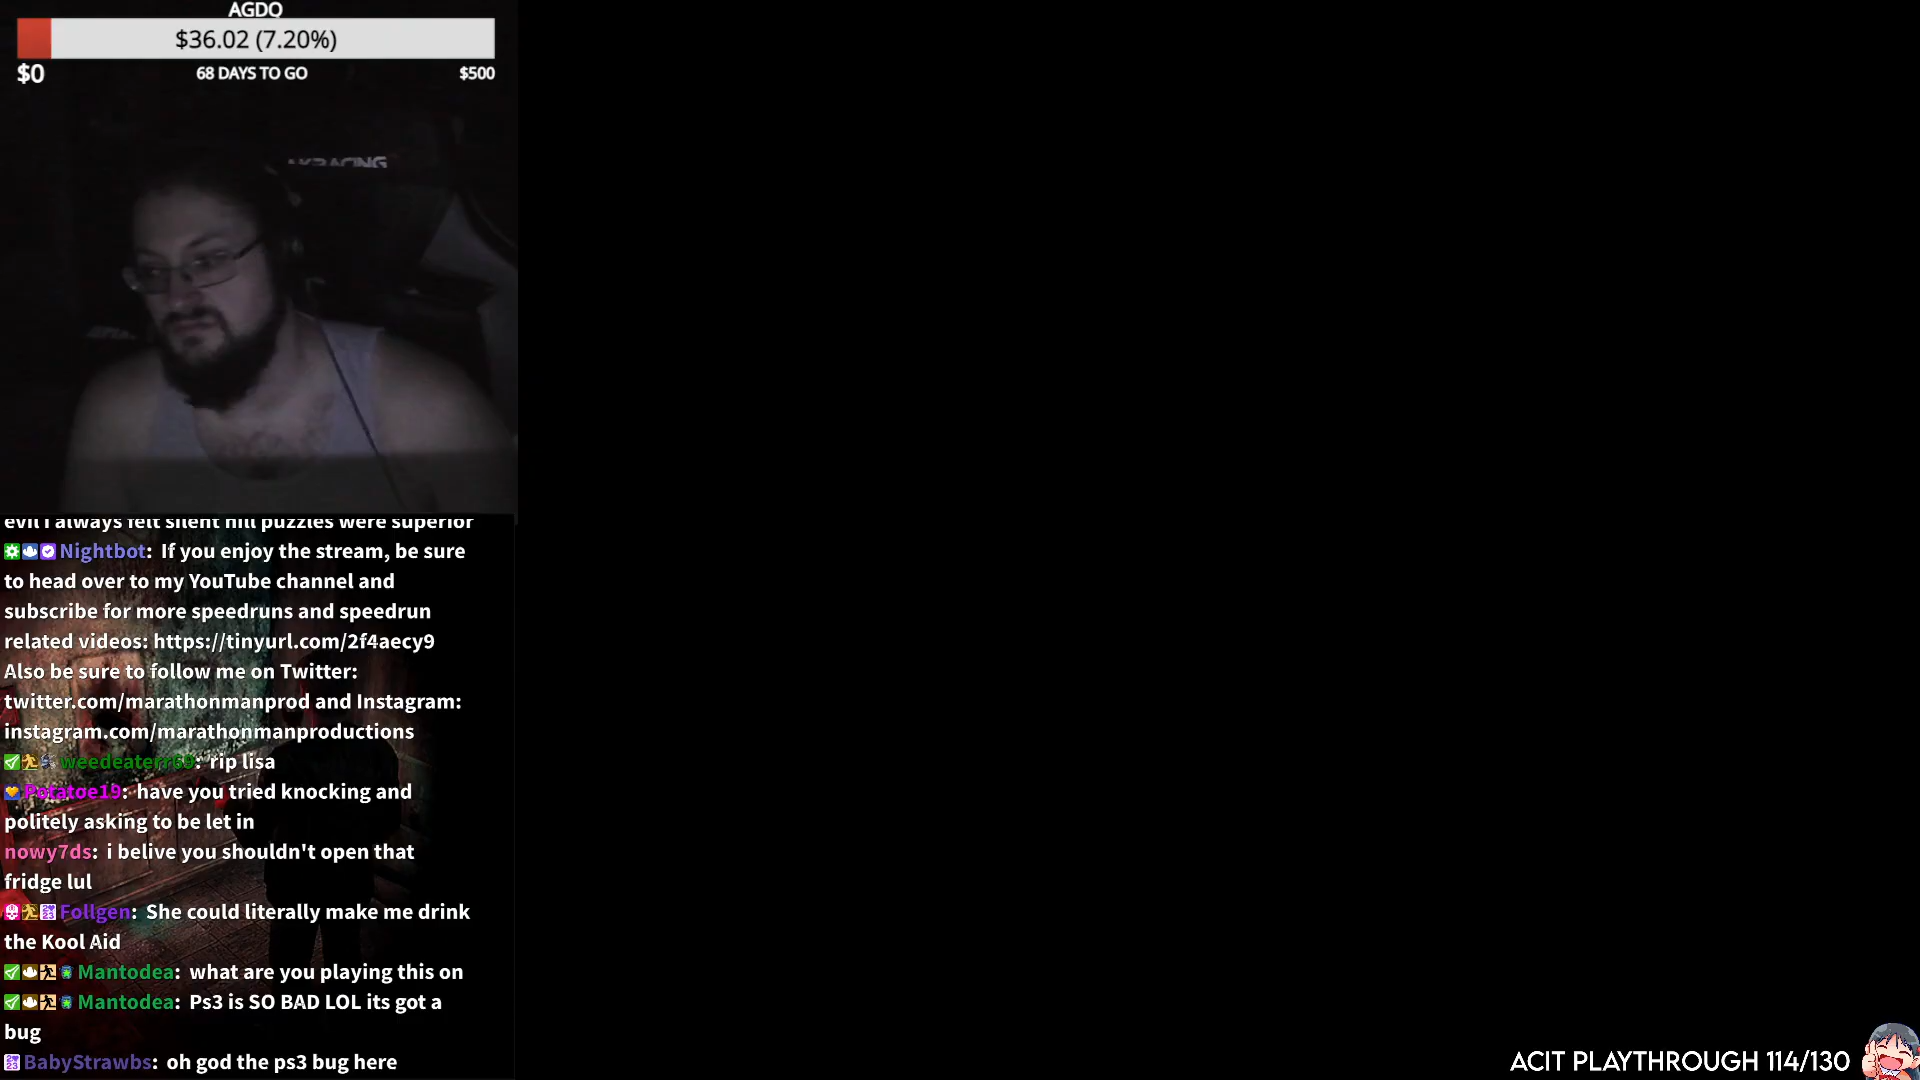 AGDQ
$36.02 (7.20%)
$0
68 DAYS TO GO
$500
AKRACING
evil i always felt silent hill puzzles were superior
Nightbot: If you enjoy the stream, be sure
to head over to my YouTube channel and
subscribe for more speedruns and speedrun
related videos: https://tinyurl.com/2f4aecy9
Also be sure to follow me on Twitter:
twitter.com/marathonmanprod and Instagram:
instagram.com/marathonmanproductions
weedeaterr69: rip lisa
Potatoe19: have you tried knocking and
politely asking to be let in
nowy7ds: i belive you shouldn't open that
fridge lul
Follgen: She could literally make me drink
the Kool Aid
Mantodea: what are you playing this on
Mantodea: Ps3 is SO BAD LOL its got a
bug
BabyStrawbs: oh god the ps3 bug here
ACIT PLAYTHROUGH 114/130